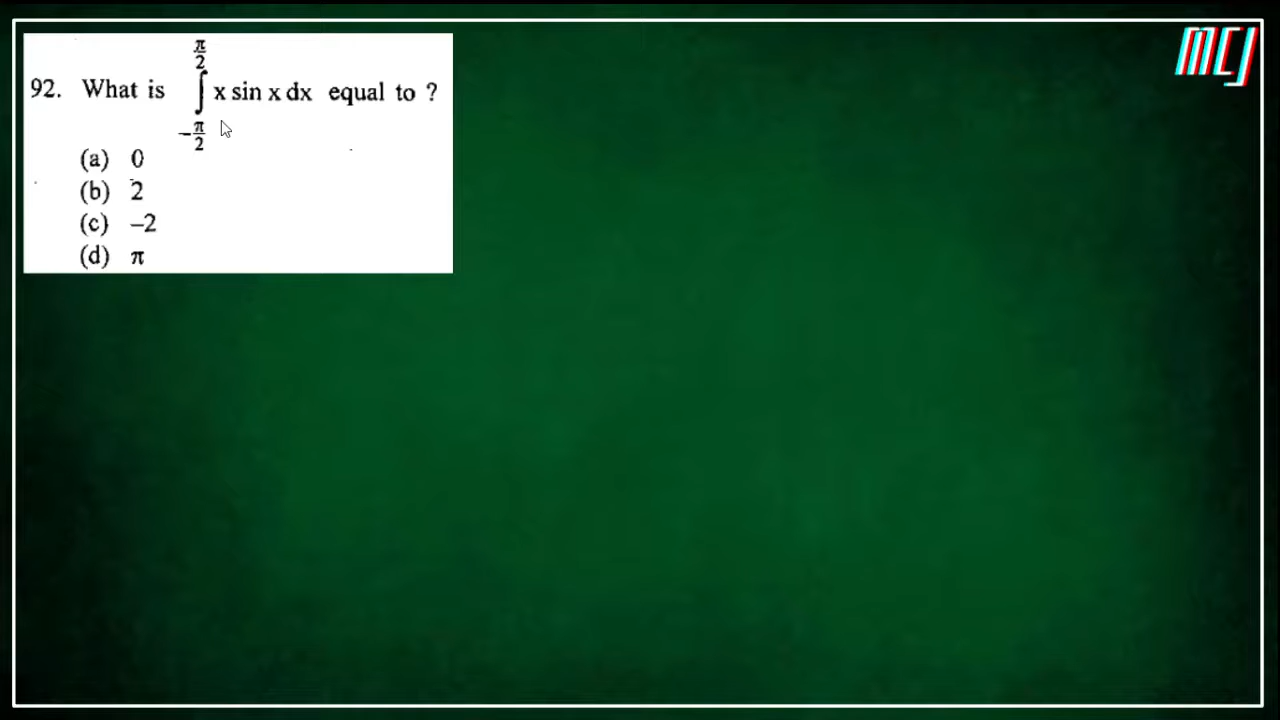 MCJ
π/2
92. What is ∫ x sin x dx equal to ?
−π/2
(a) 0
(b) 2
(c) –2
(d) π